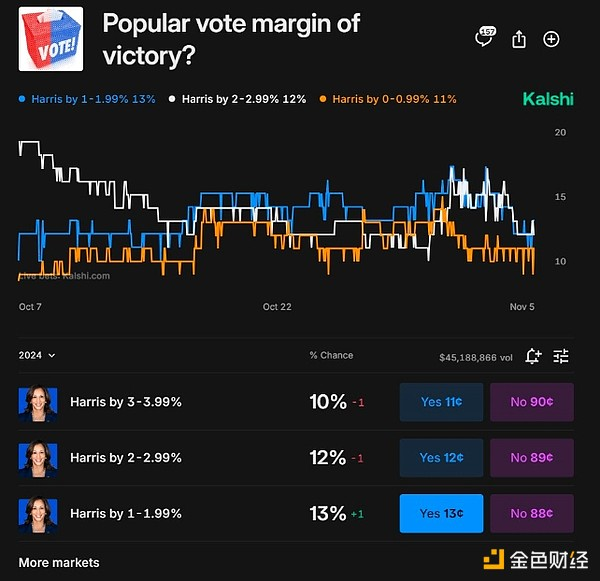 VOTE!
Popular vote margin of
victory?
157
Harris by 1-1.99% 13% Harris by 2-2.99% 12% Harris by 0-0.99% 11%
Kalshi
20
15
10
Live bets: Kalshi.com
Oct 7 Oct 22 Nov 5
2024 % Chance $45,188,866 vol
Harris by 3-3.99% 10% -1 Yes 11¢ No 90¢
Harris by 2-2.99% 12% -1 Yes 12¢ No 89¢
Harris by 1-1.99% 13% +1 Yes 13¢ No 88¢
More markets
金色财经